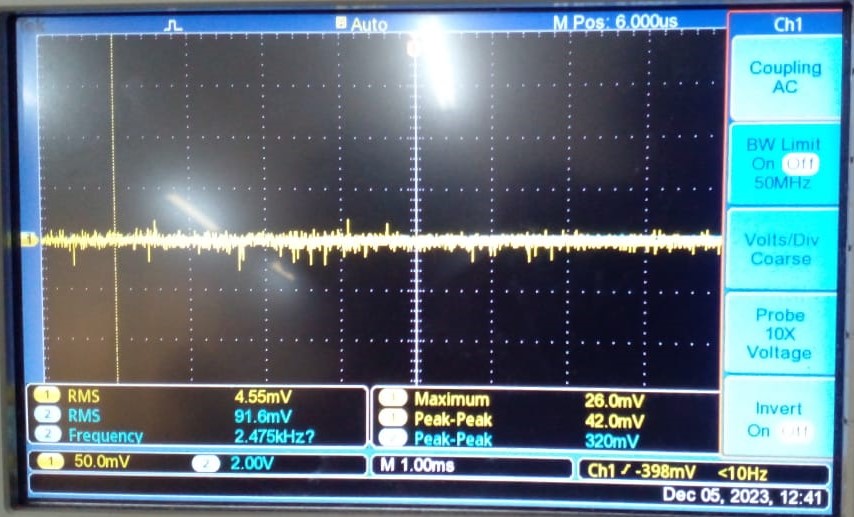 Auto
M Pos: 6.000us
Ch1
Coupling
AC
BW Limit
On Off
50MHz
Volts/Div
Coarse
Probe
10X
Voltage
Invert
On Off
1
1 RMS 4.55mV
2 RMS 91.6mV
2 Frequency 2.475kHz?
1 Maximum 26.0mV
1 Peak-Peak 42.0mV
2 Peak-Peak 320mV
1 50.0mV
2 2.00V
M 1.00ms
Ch1 -398mV <10Hz
Dec 05, 2023, 12:41